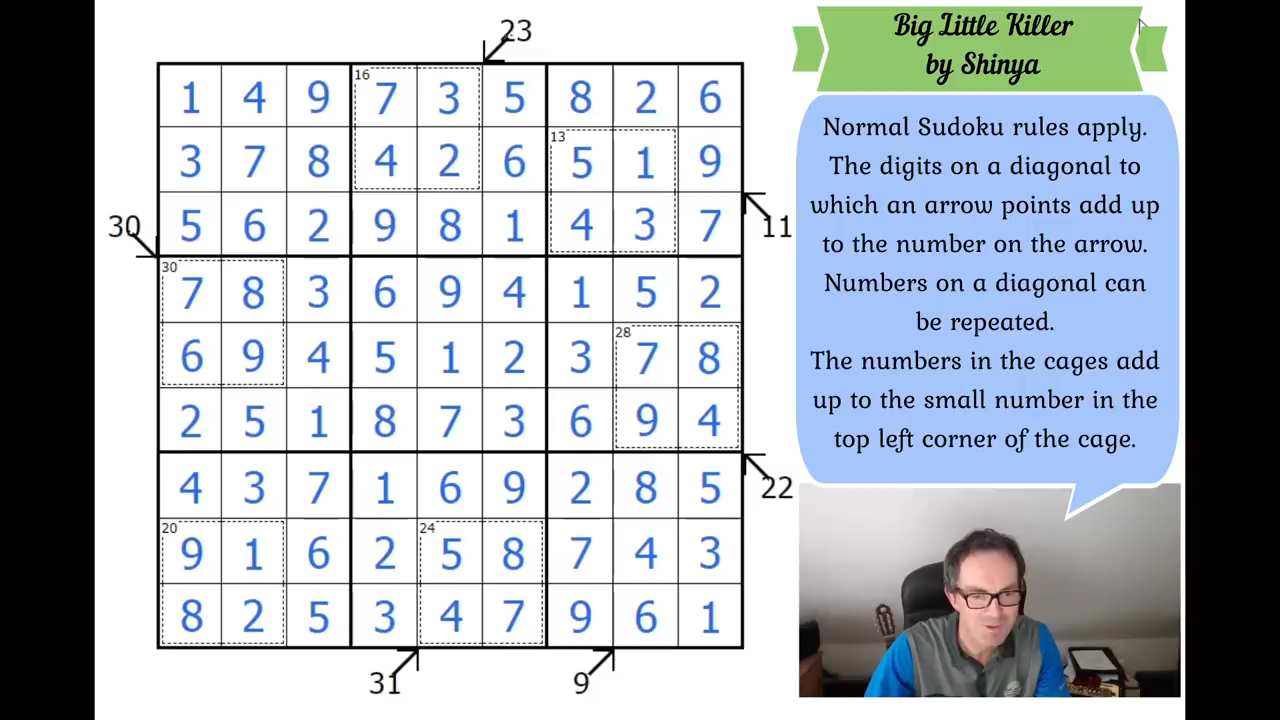 23
Big Little Killer
by Shinya
16
1 4 9 7 3 5 8 2 6
13
3 7 8 4 2 6 5 1 9
5 6 2 9 8 1 4 3 7
30
11
30
7 8 3 6 9 4 1 5 2
28
6 9 4 5 1 2 3 7 8
2 5 1 8 7 3 6 9 4
4 3 7 1 6 9 2 8 5
22
20
24
9 1 6 2 5 8 7 4 3
8 2 5 3 4 7 9 6 1
31
9
Normal Sudoku rules apply.
The digits on a diagonal to
which an arrow points add up
to the number on the arrow.
Numbers on a diagonal can
be repeated.
The numbers in the cages add
up to the small number in the
top left corner of the cage.